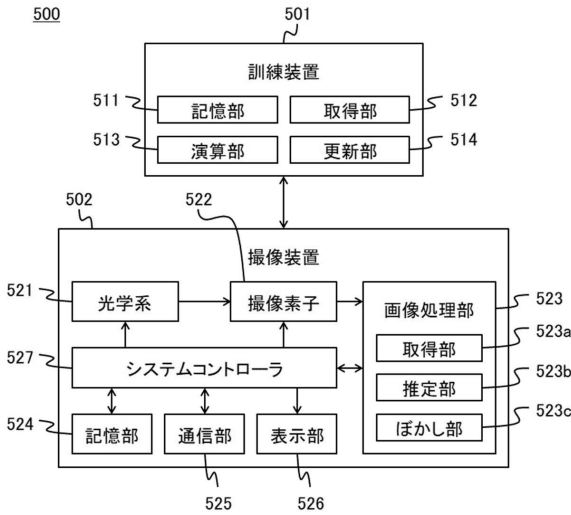 500
501
訓練装置
511
記憶部
取得部
512
513
演算部
更新部
514
502
522
撮像装置
521
光学系
撮像素子
画像処理部
523
取得部
523a
527
システムコントローラ
推定部
523b
524
記憶部
通信部
表示部
ぼかし部
523c
525
526